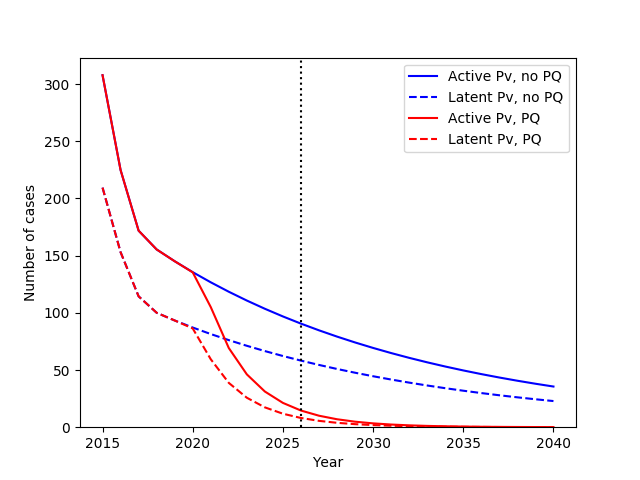 Active Pv, no PQ
Latent Pv, no PQ
Active Pv, PQ
Latent Pv, PQ
Number of cases
300
250
200
150
100
50
0
2015 2020 2025 2030 2035 2040
Year